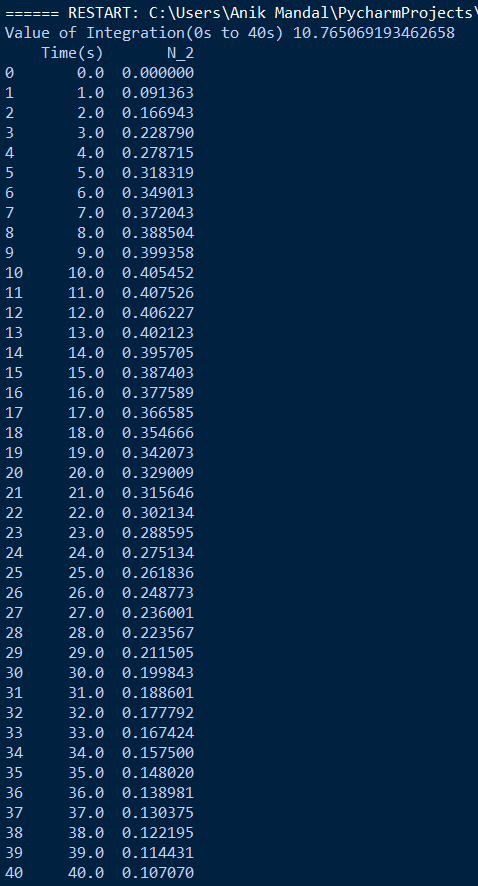 ====== RESTART: C:\Users\Anik Mandal\PycharmProjects\
Value of Integration(0s to 40s) 10.765069193462658
Time(s) N_2
0 0.0 0.000000
1 1.0 0.091363
2 2.0 0.166943
3 3.0 0.228790
4 4.0 0.278715
5 5.0 0.318319
6 6.0 0.349013
7 7.0 0.372043
8 8.0 0.388504
9 9.0 0.399358
10 10.0 0.405452
11 11.0 0.407526
12 12.0 0.406227
13 13.0 0.402123
14 14.0 0.395705
15 15.0 0.387403
16 16.0 0.377589
17 17.0 0.366585
18 18.0 0.354666
19 19.0 0.342073
20 20.0 0.329009
21 21.0 0.315646
22 22.0 0.302134
23 23.0 0.288595
24 24.0 0.275134
25 25.0 0.261836
26 26.0 0.248773
27 27.0 0.236001
28 28.0 0.223567
29 29.0 0.211505
30 30.0 0.199843
31 31.0 0.188601
32 32.0 0.177792
33 33.0 0.167424
34 34.0 0.157500
35 35.0 0.148020
36 36.0 0.138981
37 37.0 0.130375
38 38.0 0.122195
39 39.0 0.114431
40 40.0 0.107070